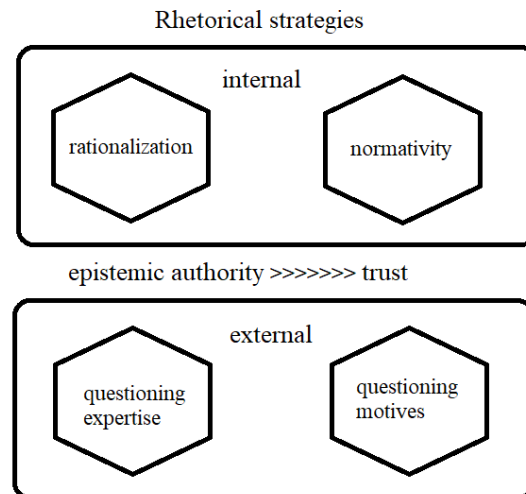 Rhetorical strategies
internal
rationalization
normativity
epistemic authority >>>>>>> trust
external
questioning
expertise
questioning
motives